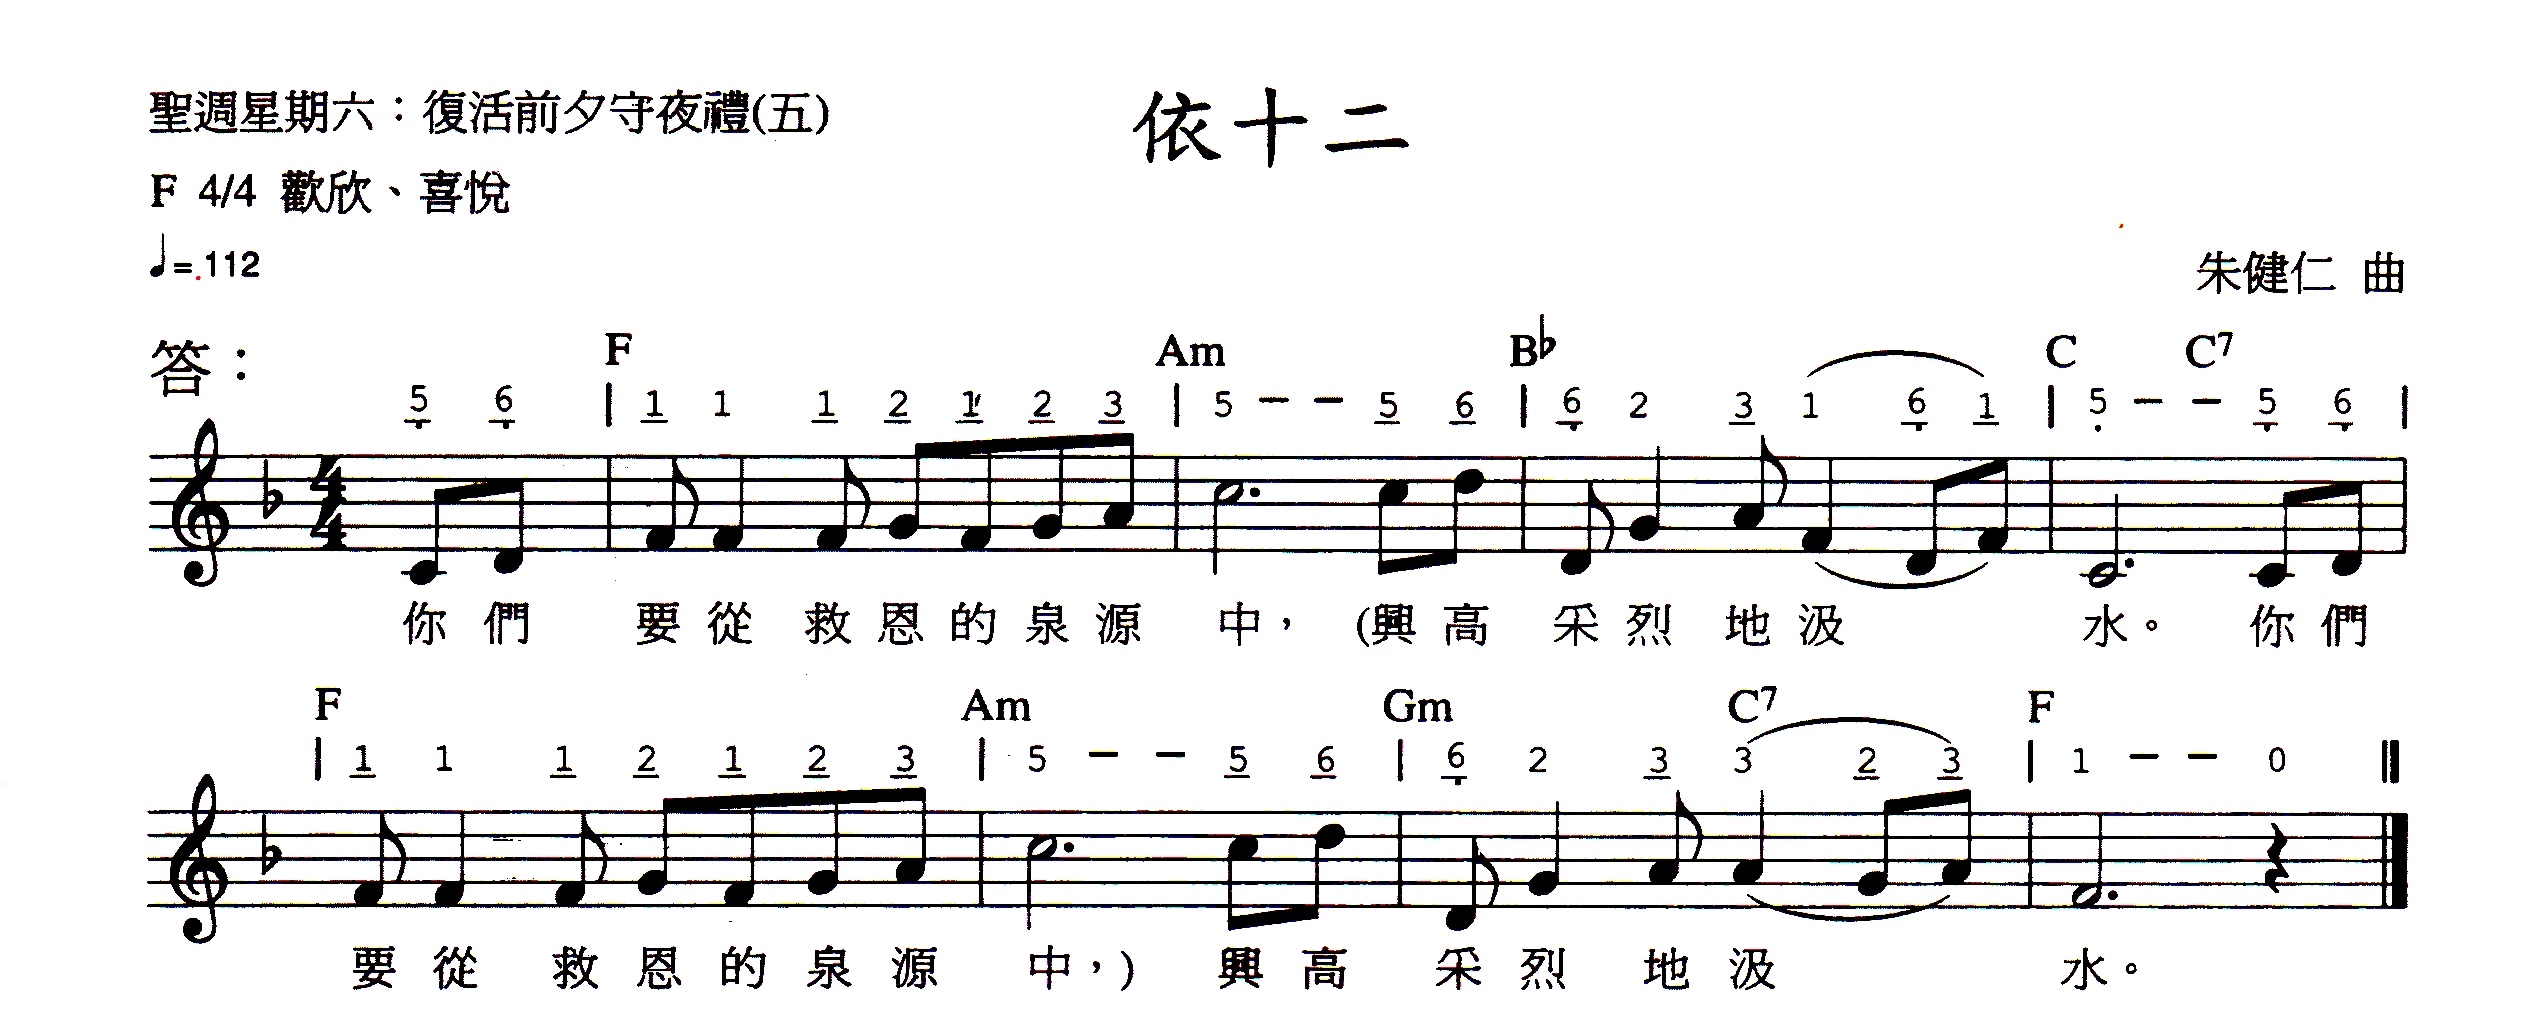 聖週星期六：復活前夕守夜禮(五)
依十二
F 4/4 歡欣、喜悅
♩=112
朱健仁 曲
答：
F Am B♭ C C7
5 6 | 1 1 1 2 1 2 3 | 5 – – 5 6 | 6 2 3 1 6 1 | 5 – – 5 6 |
你們 要從救恩的泉源 中，(興高 采烈地汲 水。你們
F Am Gm C7 F
| 1 1 1 2 1 2 3 | 5 – – 5 6 | 6 2 3 3 2 3 | 1 – – 0 ‖
要從救恩的泉源 中，) 興高 采烈地汲 水。